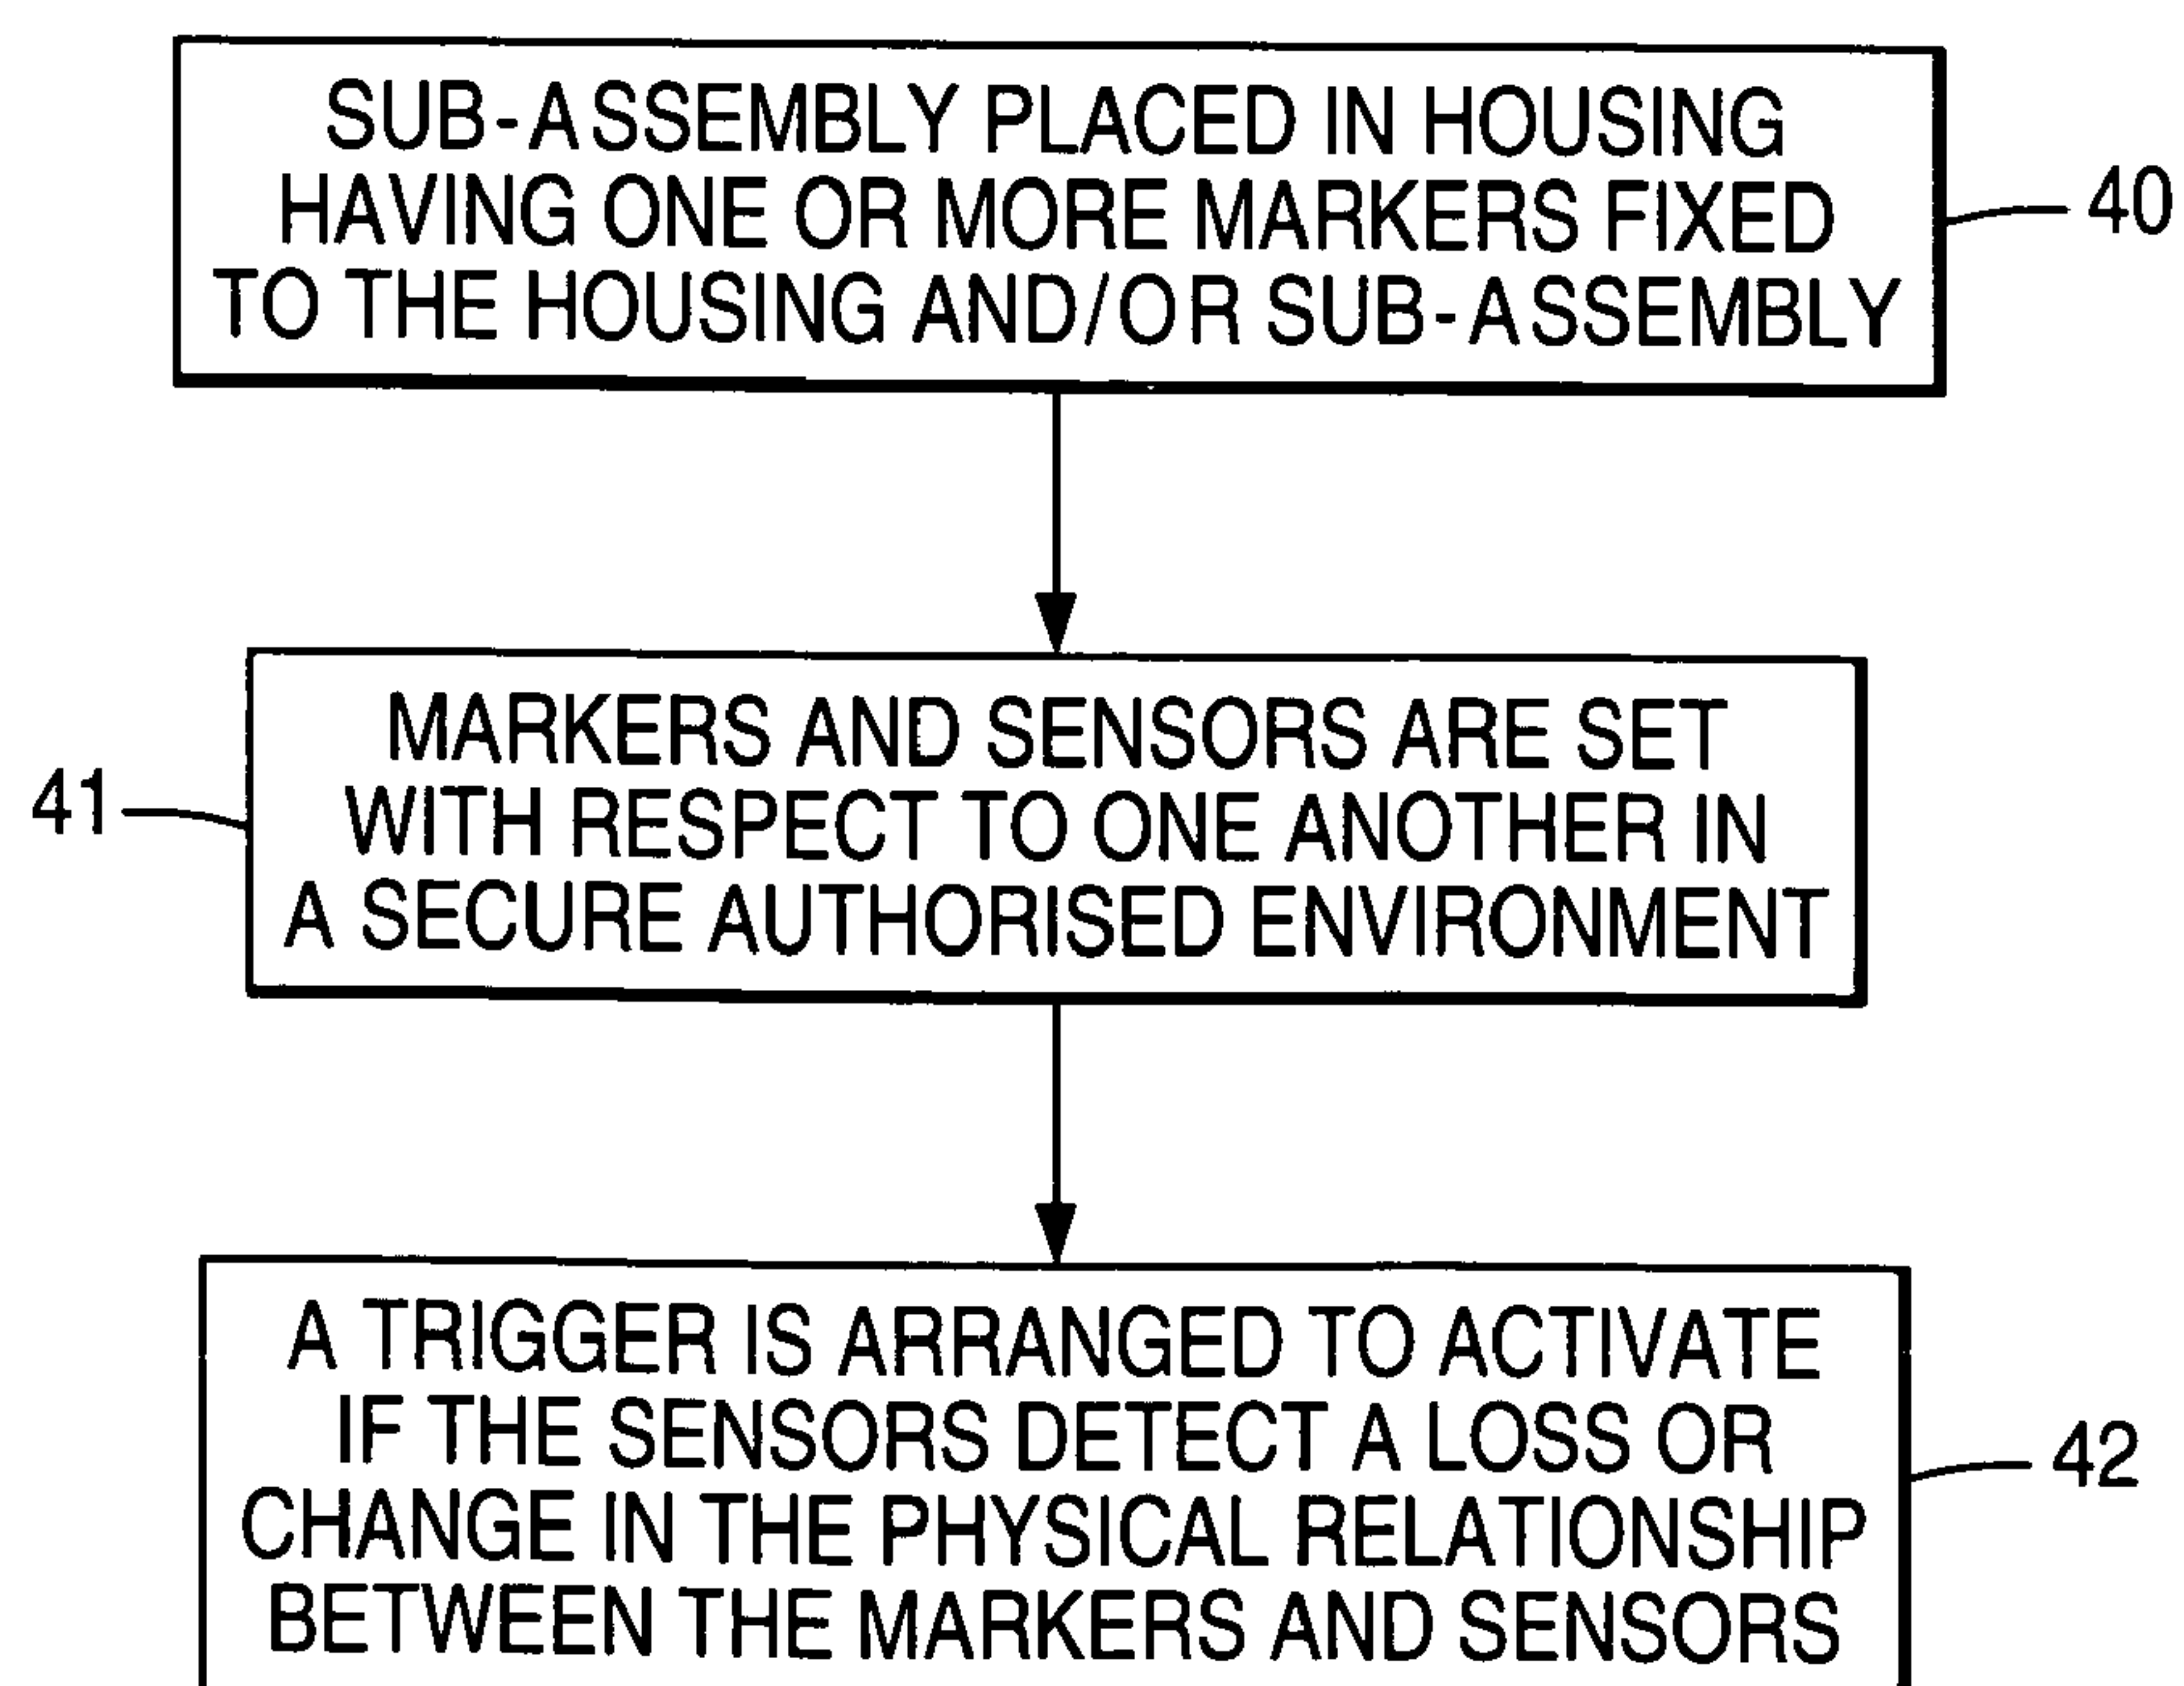 SUB-ASSEMBLY PLACED IN HOUSING
HAVING ONE OR MORE MARKERS FIXED
TO THE HOUSING AND/OR SUB-ASSEMBLY
40
MARKERS AND SENSORS ARE SET
WITH RESPECT TO ONE ANOTHER IN
A SECURE AUTHORISED ENVIRONMENT
41
A TRIGGER IS ARRANGED TO ACTIVATE
IF THE SENSORS DETECT A LOSS OR
CHANGE IN THE PHYSICAL RELATIONSHIP
BETWEEN THE MARKERS AND SENSORS
42